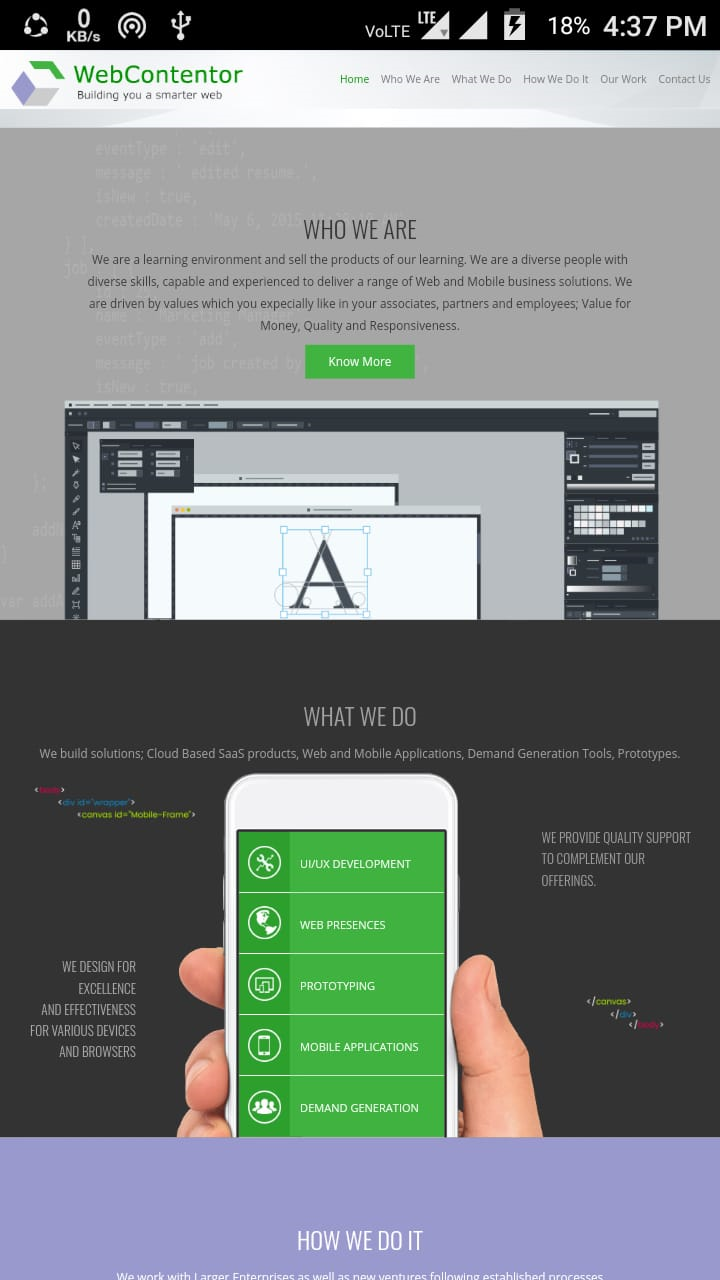 0
KB/s
VoLTE
LTE
18%
4:37 PM
WebContentor
Building you a smarter web
Home Who We Are What We Do How We Do It Our Work Contact Us
eventType : 'edit',
message : ' edited resume.',
isNew : true,
createdDate : 'May 6, 2015
} ],
job
WHO WE ARE
We are a learning environment and sell the products of our learning. We are a diverse people with
diverse skills, capable and experienced to deliver a range of Web and Mobile business solutions. We
are driven by values which you expecially like in your associates, partners and employees; Value for
Money, Quality and Responsiveness.
name : 'Marketing Manager'
eventType : 'add',
message : ' job created by
isNew : true,
Know More
};
A
var addA
WHAT WE DO
We build solutions; Cloud Based SaaS products, Web and Mobile Applications, Demand Generation Tools, Prototypes.
<body>
<div id="wrapper">
<canvas id="Mobile-Frame">
WE PROVIDE QUALITY SUPPORT
TO COMPLEMENT OUR
OFFERINGS.
UI/UX DEVELOPMENT
WEB PRESENCES
PROTOTYPING
MOBILE APPLICATIONS
DEMAND GENERATION
WE DESIGN FOR
EXCELLENCE
AND EFFECTIVENESS
FOR VARIOUS DEVICES
AND BROWSERS
</canvas>
</div>
</body>
HOW WE DO IT
We work with Larger Enterprises as well as new ventures following established processes